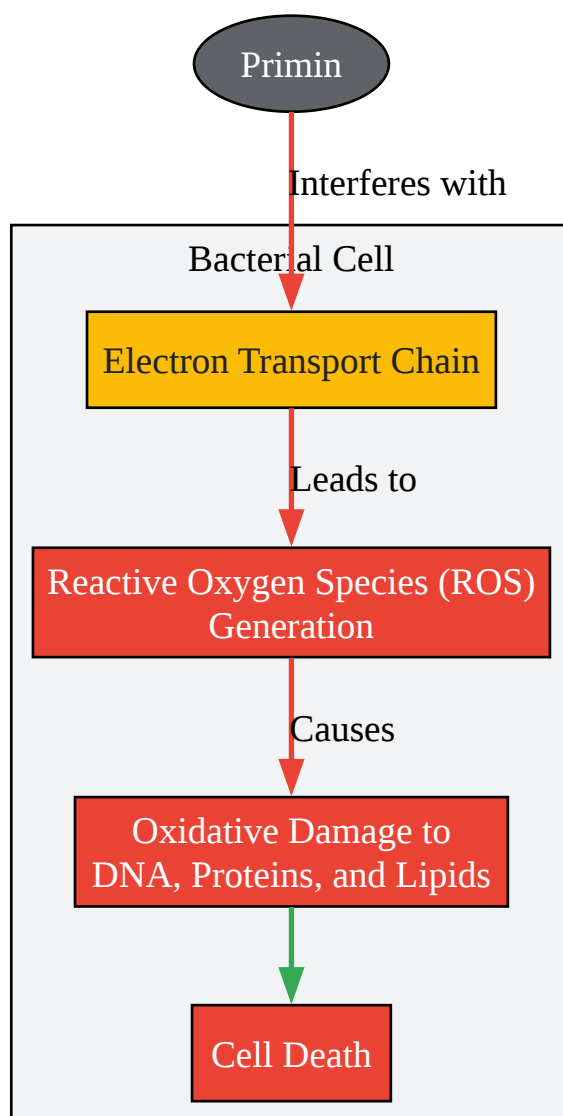 Primin
Interferes with
Bacterial Cell
Electron Transport Chain
Leads to
Reactive Oxygen Species (ROS)
Generation
Causes
Oxidative Damage to
DNA, Proteins, and Lipids
Cell Death